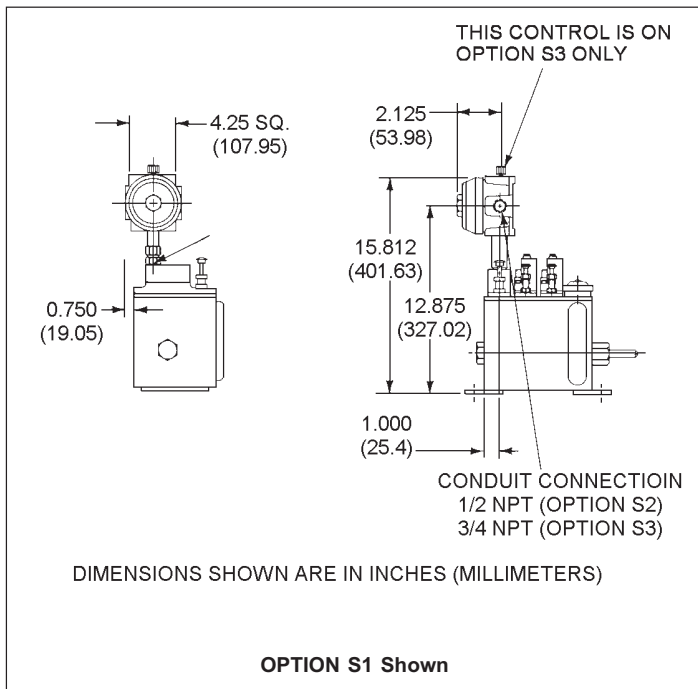 THIS CONTROL IS ON
OPTION S3 ONLY
4.25 SQ.
(107.95)
2.125
(53.98)
15.812
(401.63)
0.750
(19.05)
12.875
(327.02)
1.000
(25.4)
CONDUIT CONNECTIOIN
1/2 NPT (OPTION S2)
3/4 NPT (OPTION S3)
DIMENSIONS SHOWN ARE IN INCHES (MILLIMETERS)
OPTION S1 Shown